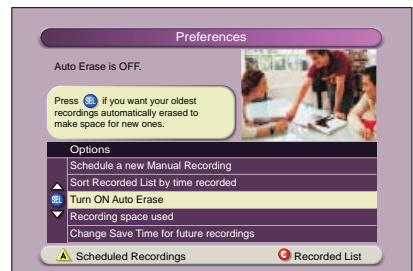 Preferences
Auto Erase is OFF.
Press SEL if you want your oldest
recordings automatically erased to
make space for new ones.
Options
Schedule a new Manual Recording
Sort Recorded List by time recorded
SEL Turn ON Auto Erase
Recording space used
Change Save Time for future recordings
A Scheduled Recordings
C Recorded List